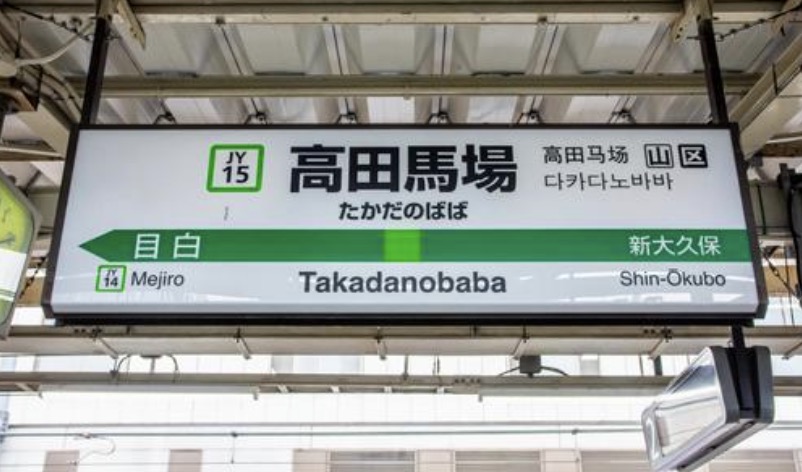 JY
15
高田馬場
高田马场 山 区
다카다노바바
たかだのばば
目白
新大久保
JY
14
Mejiro
Takadanobaba
Shin-Ōkubo